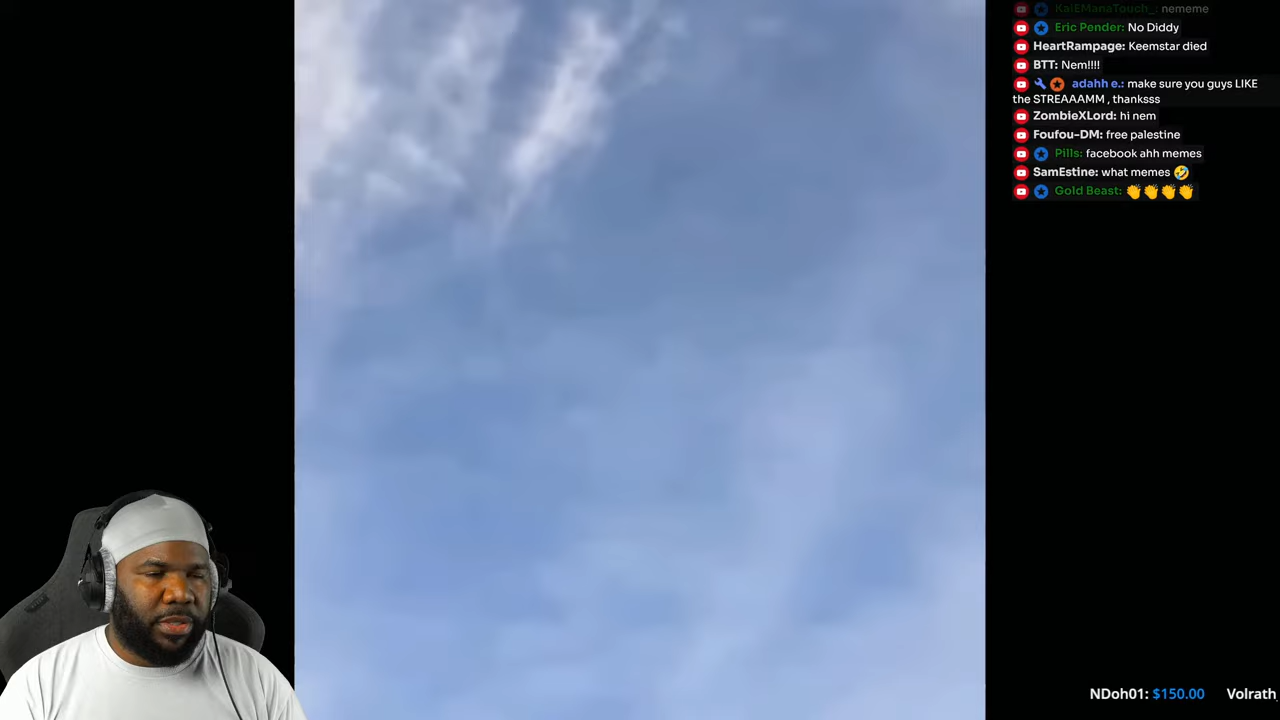 KaiEManaTouch_: nememe
Eric Pender: No Diddy
HeartRampage: Keemstar died
BTT: Nem!!!!
adahh e.: make sure you guys LIKE
the STREAAAMM , thanksss
ZombieXLord: hi nem
Foufou-DM: free palestine
Pills: facebook ahh memes
SamEstine: what memes 🤣
Gold Beast: 👏👏👏👏
NDoh01: $150.00 Volrath